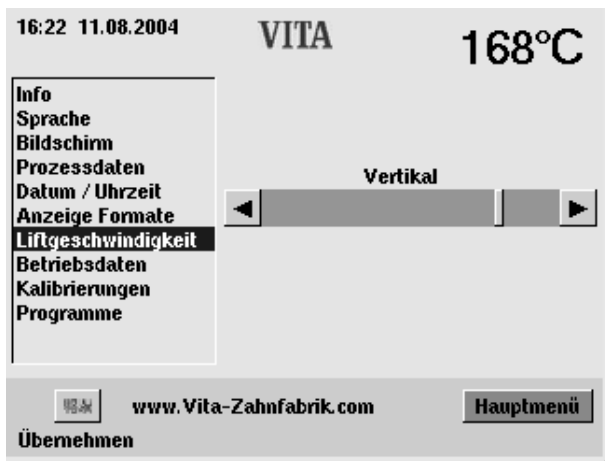 16:22 11.08.2004
VITA
168°C
Info
Sprache
Bildschirm
Prozessdaten
Datum / Uhrzeit
Anzeige Formate
Liftgeschwindigkeit
Betriebsdaten
Kalibrierungen
Programme
Vertikal
www.Vita-Zahnfabrik.com
Hauptmenü
Übernehmen